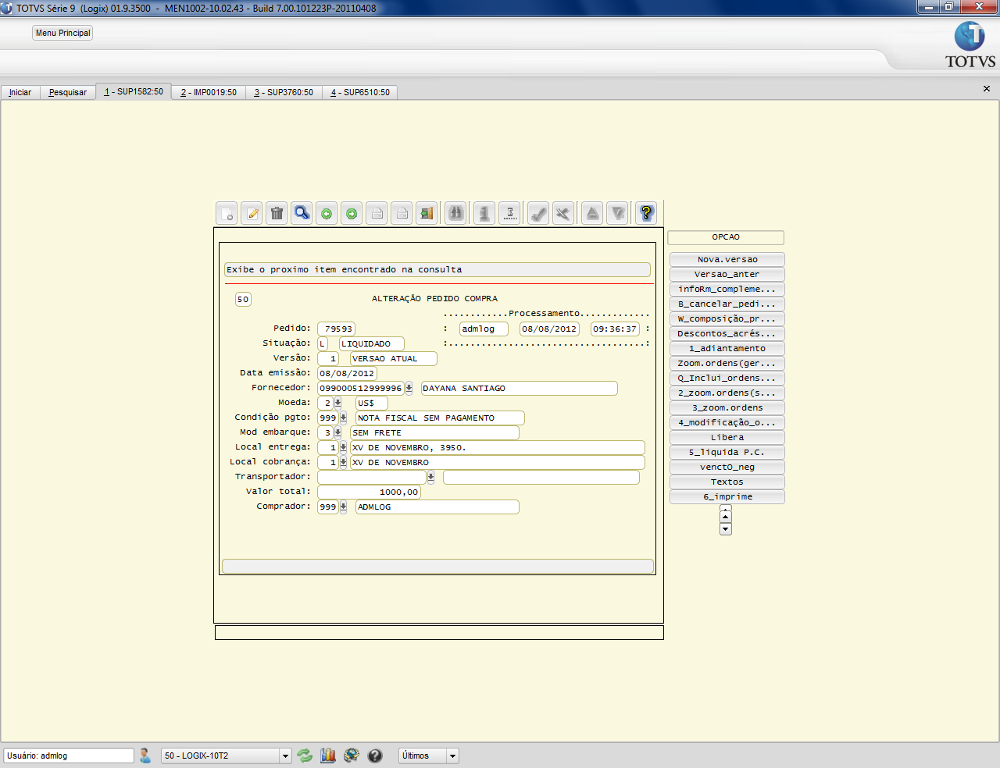 TOTVS Série 9 (Logix) 01.9.3500 - MEN1002-10.02.43 - Build 7.00.101223P-20110408
Menu Principal
TOTVS
Iniciar
Pesquisar
1 - SUP1582:50
2 - IMP0019:50
3 - SUP3760:50
4 - SUP6510:50
OPCAO
Exibe o proximo item encontrado na consulta
50
ALTERAÇÃO PEDIDO COMPRA
............Processamento.............
Pedido: 79593 : admlog 08/08/2012 09:36:37 :
Situação: L LIQUIDADO :....................................:
Versão: 1 VERSAO ATUAL
Data emissão: 08/08/2012
Fornecedor: 099000512999996 DAYANA SANTIAGO
Moeda: 2 US$
Condição pgto: 999 NOTA FISCAL SEM PAGAMENTO
Mod embarque: 3 SEM FRETE
Local entrega: 1 XV DE NOVEMBRO, 3950.
Local cobrança: 1 XV DE NOVEMBRO
Transportador:
Valor total: 1000,00
Comprador: 999 ADMLOG
Nova.versao
Versao_anter
infoRm_compleme...
B_cancelar_pedi...
W_composição_pr...
Descontos_acrés...
1_adiantamento
Zoom.ordens(ger...
Q_Inclui_ordens...
2_zoom.ordens(s...
3_zoom.ordens
4_modificação_o...
Libera
5_liquida P.C.
vencto_neg
Textos
6_imprime
Usuário: admlog
50 - LOGIX-10T2
Últimos